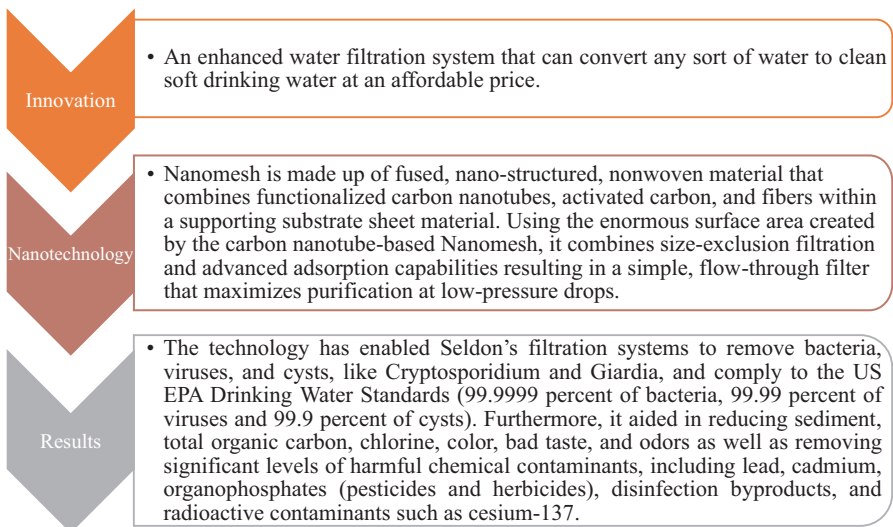 Innovation
• An enhanced water filtration system that can convert any sort of water to clean
soft drinking water at an affordable price.
Nanotechnology
• Nanomesh is made up of fused, nano-structured, nonwoven material that
combines functionalized carbon nanotubes, activated carbon, and fibers within
a supporting substrate sheet material. Using the enormous surface area created
by the carbon nanotube-based Nanomesh, it combines size-exclusion filtration
and advanced adsorption capabilities resulting in a simple, flow-through filter
that maximizes purification at low-pressure drops.
Results
• The technology has enabled Seldon’s filtration systems to remove bacteria,
viruses, and cysts, like Cryptosporidium and Giardia, and comply to the US
EPA Drinking Water Standards (99.9999 percent of bacteria, 99.99 percent of
viruses and 99.9 percent of cysts). Furthermore, it aided in reducing sediment,
total organic carbon, chlorine, color, bad taste, and odors as well as removing
significant levels of harmful chemical contaminants, including lead, cadmium,
organophosphates (pesticides and herbicides), disinfection byproducts, and
radioactive contaminants such as cesium-137.